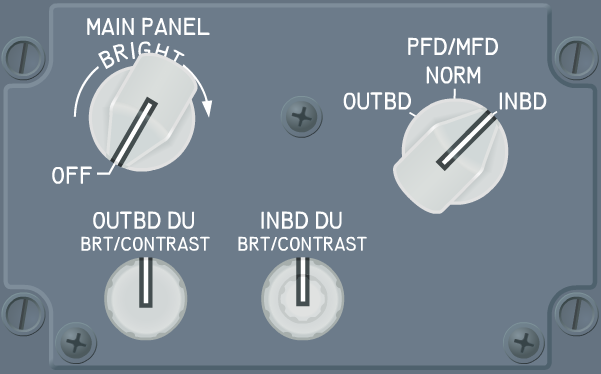 MAIN PANEL
BRIGHT
OFF
PFD/MFD
NORM
OUTBD
INBD
OUTBD DU
BRT/CONTRAST
INBD DU
BRT/CONTRAST